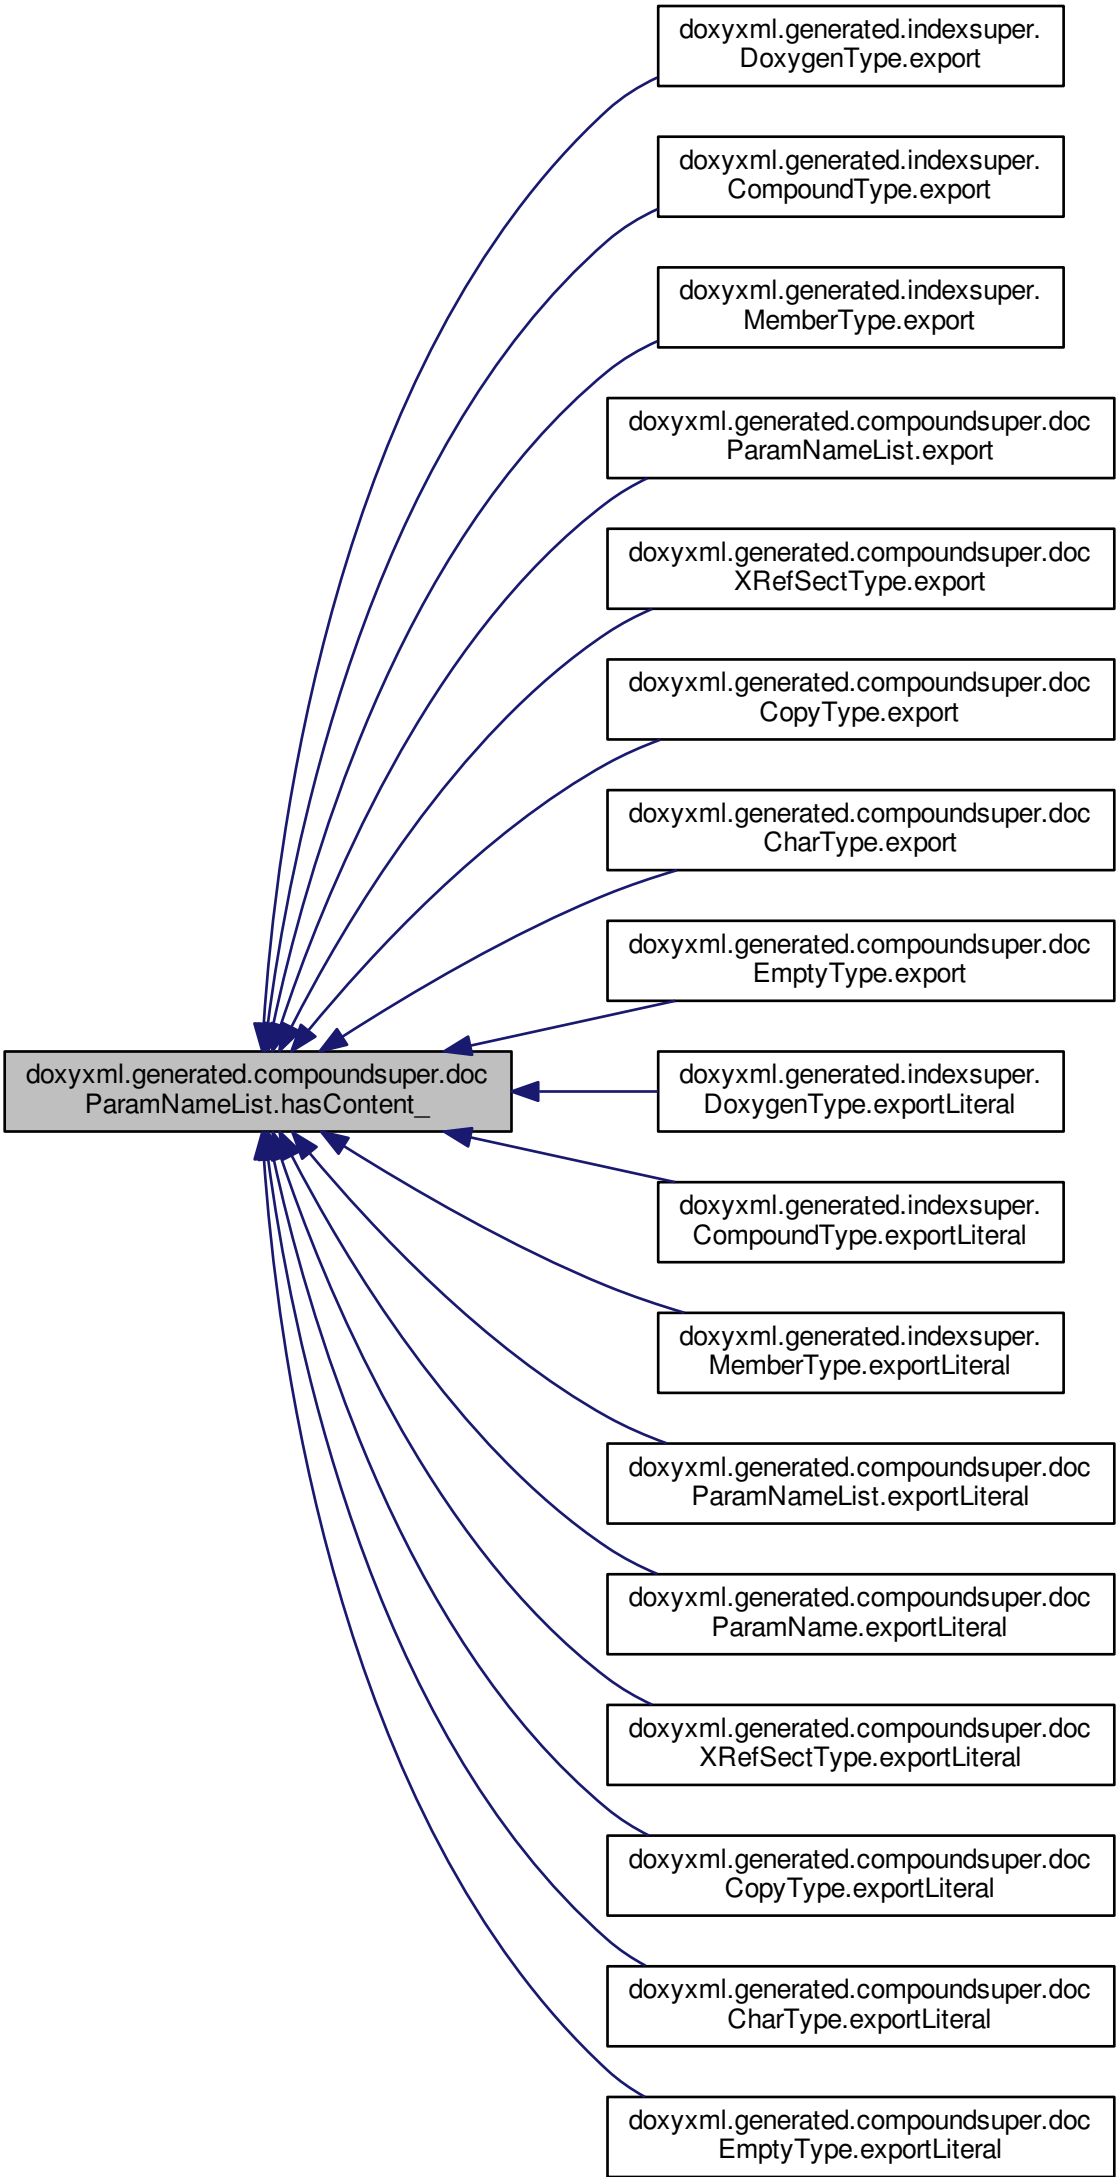 doxyxml.generated.indexsuper.
DoxygenType.export
doxyxml.generated.indexsuper.
CompoundType.export
doxyxml.generated.indexsuper.
MemberType.export
doxyxml.generated.compoundsuper.doc
ParamNameList.export
doxyxml.generated.compoundsuper.doc
XRefSectType.export
doxyxml.generated.compoundsuper.doc
CopyType.export
doxyxml.generated.compoundsuper.doc
CharType.export
doxyxml.generated.compoundsuper.doc
EmptyType.export
doxyxml.generated.compoundsuper.doc
ParamNameList.hasContent_
doxyxml.generated.indexsuper.
DoxygenType.exportLiteral
doxyxml.generated.indexsuper.
CompoundType.exportLiteral
doxyxml.generated.indexsuper.
MemberType.exportLiteral
doxyxml.generated.compoundsuper.doc
ParamNameList.exportLiteral
doxyxml.generated.compoundsuper.doc
ParamName.exportLiteral
doxyxml.generated.compoundsuper.doc
XRefSectType.exportLiteral
doxyxml.generated.compoundsuper.doc
CopyType.exportLiteral
doxyxml.generated.compoundsuper.doc
CharType.exportLiteral
doxyxml.generated.compoundsuper.doc
EmptyType.exportLiteral